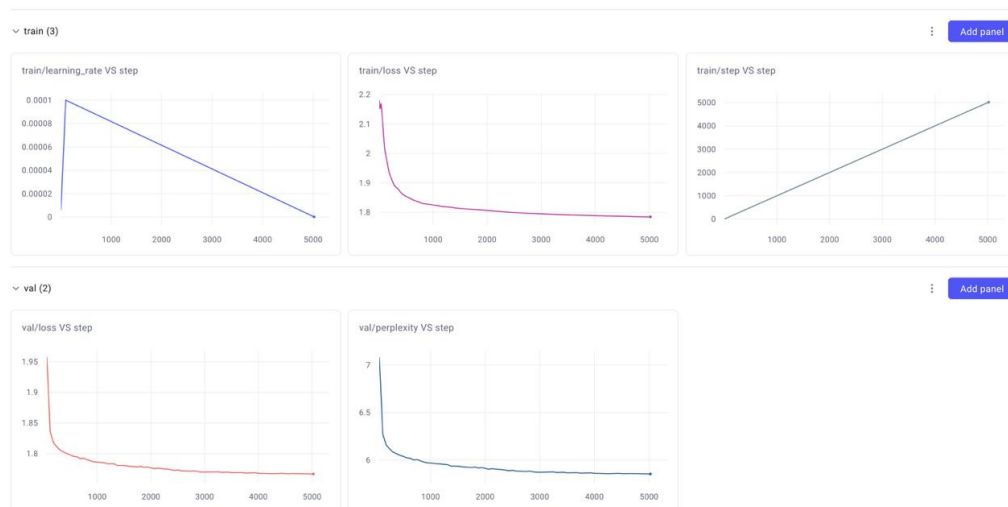 train (3)
Add panel
train/learning_rate VS step
0.0001
0.00008
0.00006
0.00004
0.00002
0
1000 2000 3000 4000 5000
train/loss VS step
2.2
2.1
2
1.9
1.8
1000 2000 3000 4000 5000
train/step VS step
5000
4000
3000
2000
1000
0
1000 2000 3000 4000 5000
val (2)
Add panel
val/loss VS step
1.95
1.9
1.85
1.8
1000 2000 3000 4000 5000
val/perplexity VS step
7
6.5
6
1000 2000 3000 4000 5000